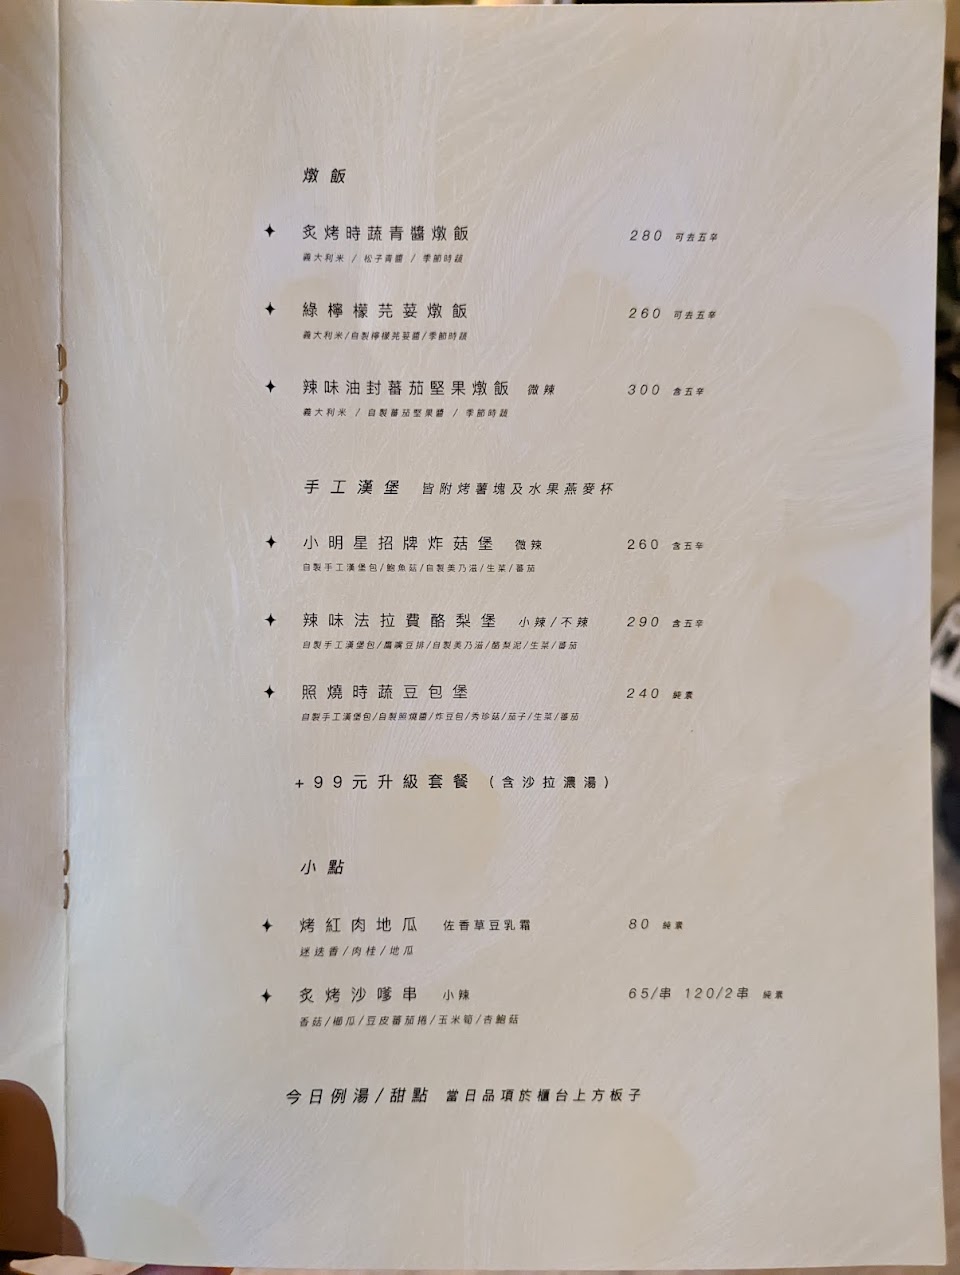 燉飯
炙烤時蔬青醬燉飯 280 可去五辛
義大利米 / 松子青醬 / 季節時蔬
綠檸檬芫荽燉飯 260 可去五辛
義大利米/自製檸檬芫荽醬/季節時蔬
辣味油封蕃茄堅果燉飯 微辣 300 含五辛
義大利米 / 自製蕃茄堅果醬 / 季節時蔬
手工漢堡 皆附烤薯塊及水果燕麥杯
小明星招牌炸菇堡 微辣 260 含五辛
自製手工漢堡包/鮑魚菇/自製美乃滋/生菜/蕃茄
辣味法拉費酪梨堡 小辣/不辣 290 含五辛
自製手工漢堡包/鷹嘴豆排/自製美乃滋/酪梨泥/生菜/蕃茄
照燒時蔬豆包堡 240 純素
自製手工漢堡包/自製照燒醬/炸豆包/秀珍菇/茄子/生菜/蕃茄
+99元升級套餐 (含沙拉濃湯)
小點
烤紅肉地瓜 佐香草豆乳霜 80 純素
迷迭香/肉桂/地瓜
炙烤沙嗲串 小辣 65/串 120/2串 純素
香菇/櫛瓜/豆皮蕃茄捲/玉米筍/杏鮑菇
今日例湯/甜點 當日品項於櫃台上方板子